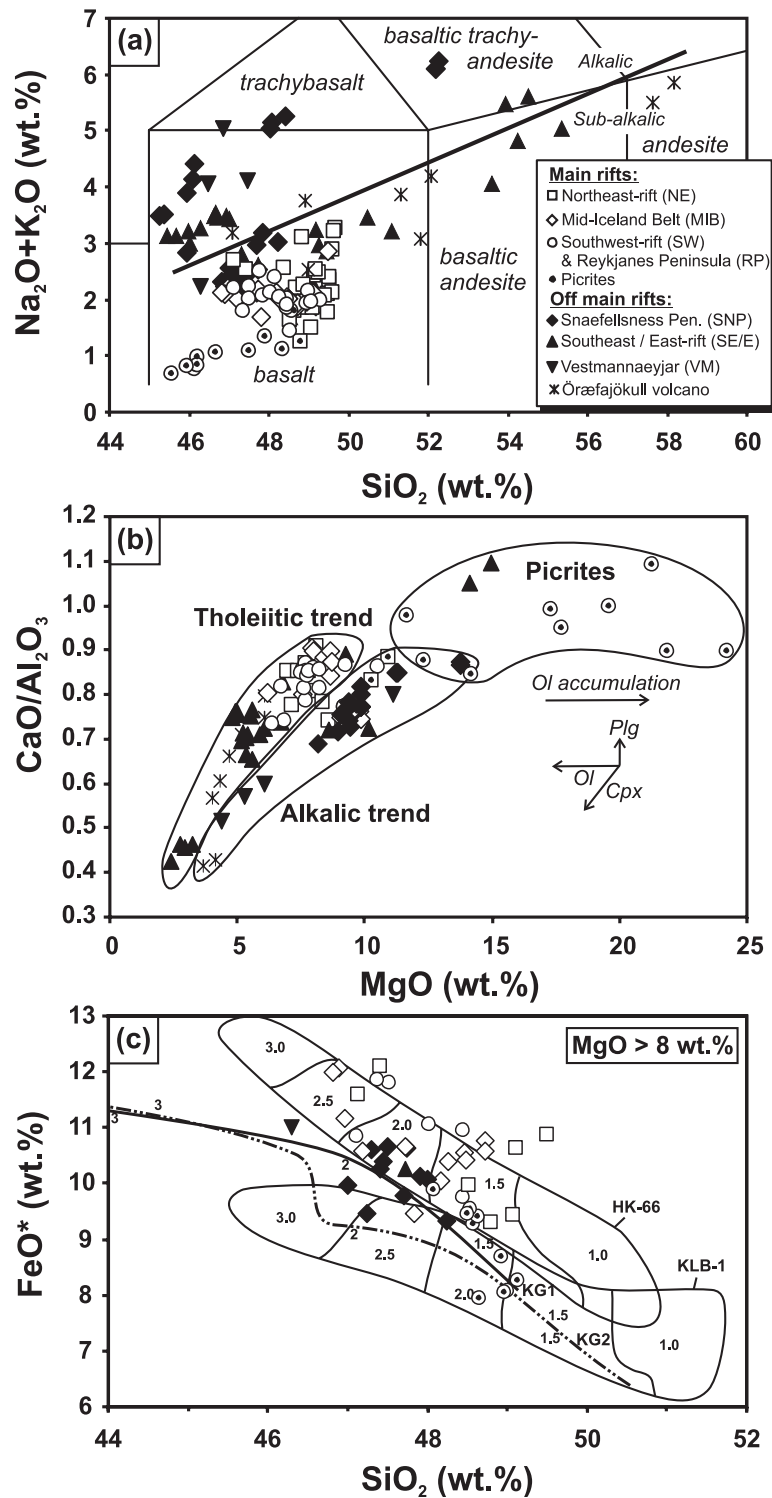 (a)
7
6
5
4
3
2
1
0
Na₂O+K₂O (wt.%)
basaltic trachy-
andesite
Alkalic
trachybasalt
Sub-alkalic
andesite
basaltic
andesite
basalt
Main rifts:
Northeast-rift (NE)
Mid-Iceland Belt (MIB)
Southwest-rift (SW)
& Reykjanes Peninsula (RP)
Picrites
Off main rifts:
Snaefellsness Pen. (SNP)
Southeast / East-rift (SE/E)
Vestmannaeyjar (VM)
Öræfajökull volcano
44 46 48 50 52 54 56 58 60
SiO₂ (wt.%)
(b)
1.2
1.1
1.0
0.9
0.8
0.7
0.6
0.5
0.4
0.3
CaO/Al₂O₃
Picrites
Tholeiitic trend
Ol accumulation
Plg
Ol
Cpx
Alkalic trend
0 5 10 15 20 25
MgO (wt.%)
(c)
MgO > 8 wt.%
13
12
11
10
9
8
7
6
FeO* (wt.%)
3.0
2.5
2.0
1.5
1.0
HK-66
3
3
2
2
3.0
2.5
2.0
1.5
1.5
1.5
1.0
KLB-1
KG1
KG2
44 46 48 50 52
SiO₂ (wt.%)